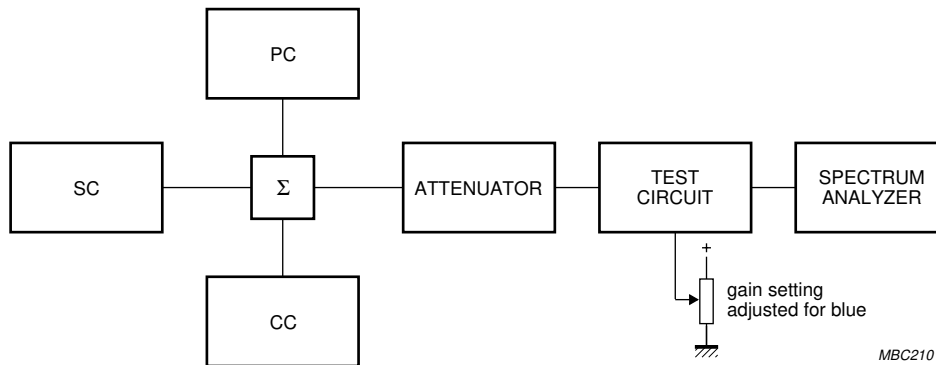 PC
SC
Σ
ATTENUATOR
TEST
CIRCUIT
SPECTRUM
ANALYZER
CC
+
gain setting
adjusted for blue
MBC210